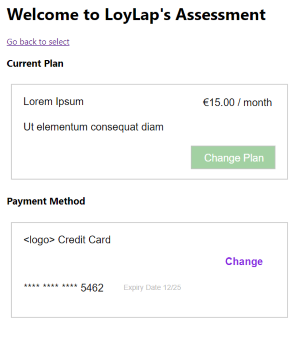 Welcome to LoyLap's Assessment
Go back to select
Current Plan
Lorem Ipsum €15.00 / month
Ut elementum consequat diam
Change Plan
Payment Method
<logo> Credit Card
Change
**** **** **** 5462 Expiry Date 12/25